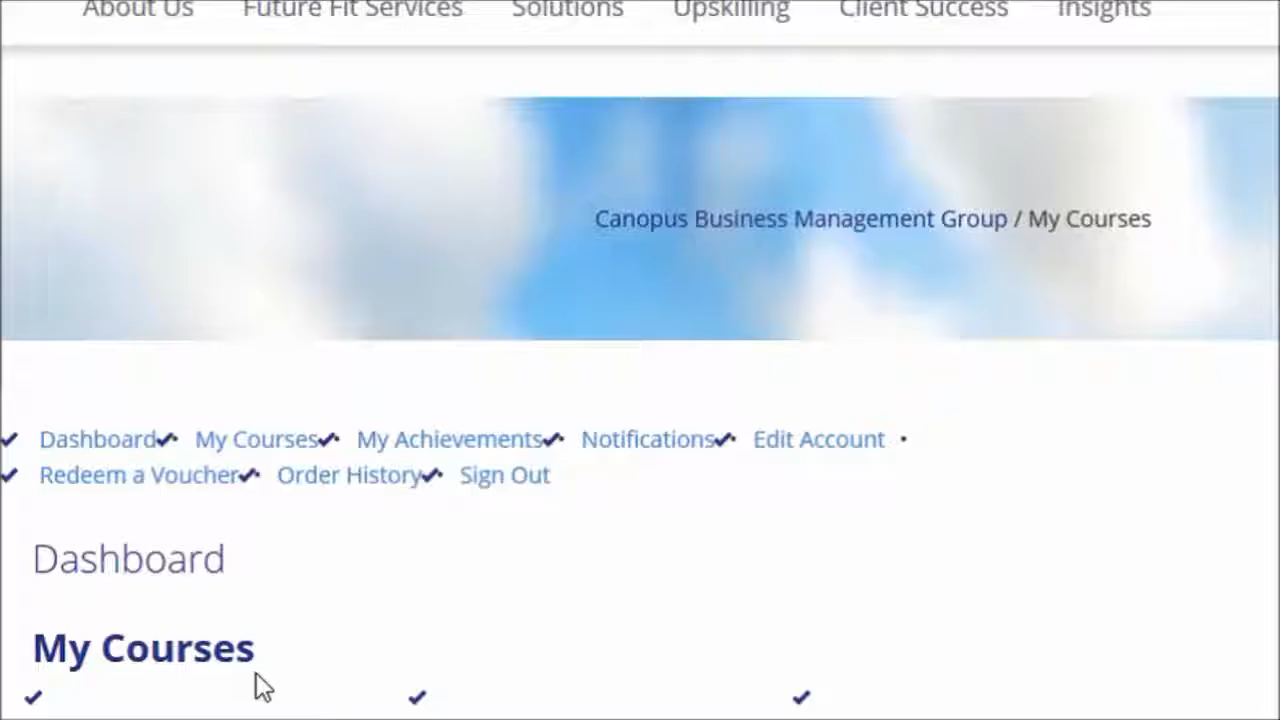 About Us Future Fit Services Solutions Upskilling Client Success Insights
Canopus Business Management Group / My Courses
Dashboard My Courses My Achievements Notifications Edit Account
Redeem a Voucher Order History Sign Out
Dashboard
My Courses